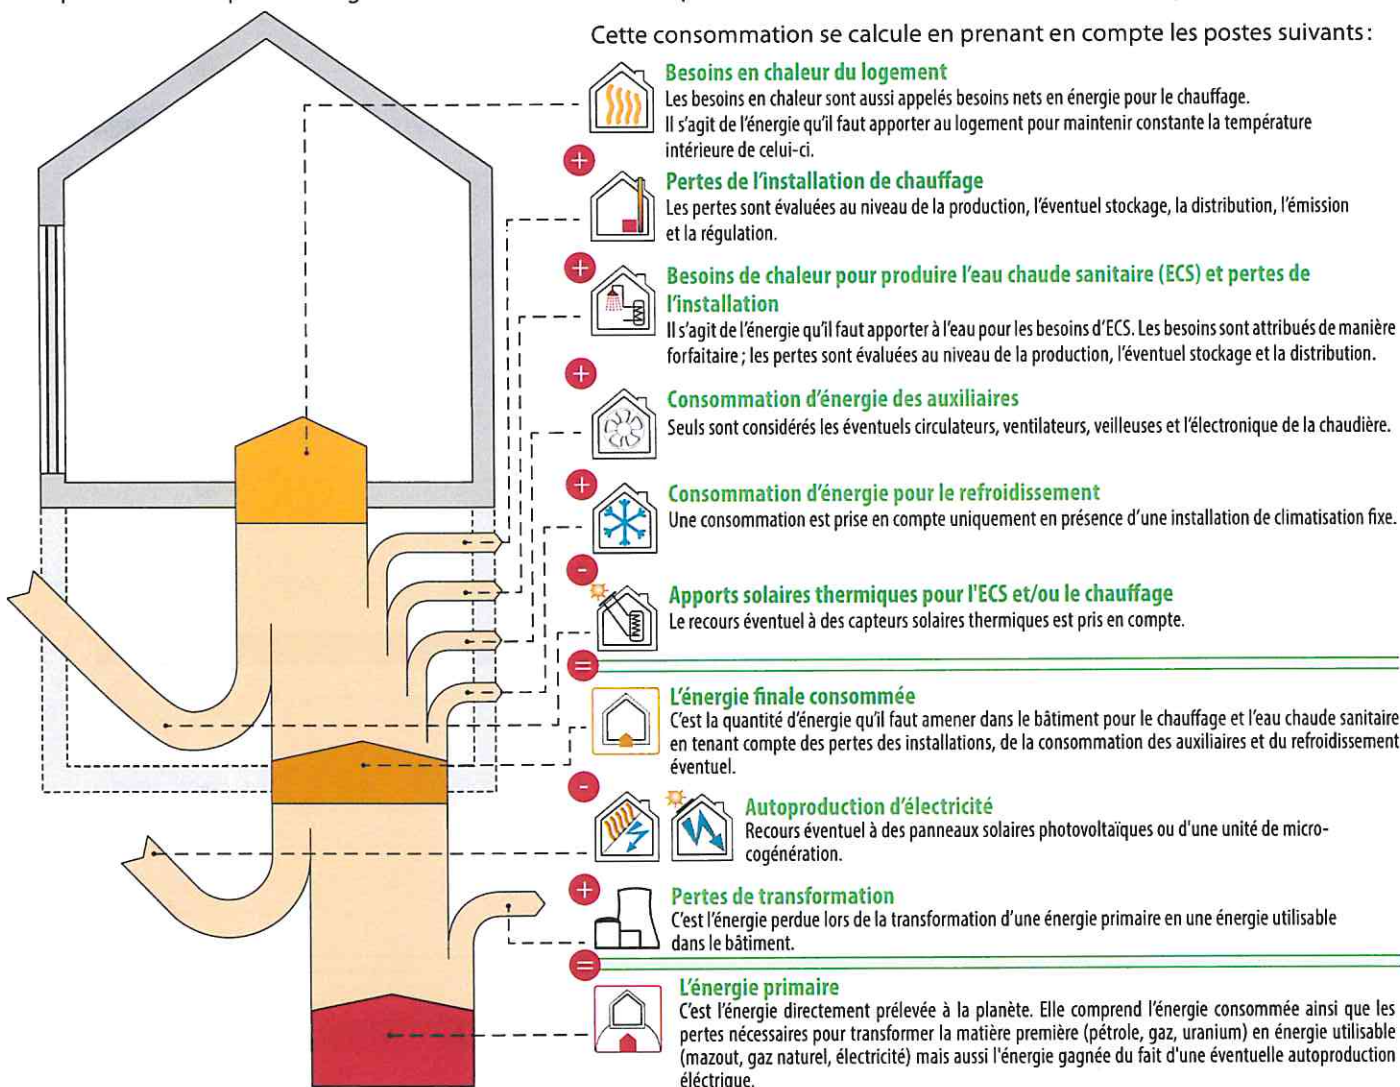 Cette consommation se calcule en prenant en compte les postes suivants :
Besoins en chaleur du logement
Les besoins en chaleur sont aussi appelés besoins nets en énergie pour le chauffage.
Il s'agit de l'énergie qu'il faut apporter au logement pour maintenir constante la température
intérieure de celui-ci.
+
Pertes de l'installation de chauffage
Les pertes sont évaluées au niveau de la production, l'éventuel stockage, la distribution, l'émission
et la régulation.
+
Besoins de chaleur pour produire l'eau chaude sanitaire (ECS) et pertes de
l'installation
Il s'agit de l'énergie qu'il faut apporter à l'eau pour les besoins d'ECS. Les besoins sont attribués de manière
forfaitaire ; les pertes sont évaluées au niveau de la production, l'éventuel stockage et la distribution.
+
Consommation d'énergie des auxiliaires
Seuls sont considérés les éventuels circulateurs, ventilateurs, veilleuses et l'électronique de la chaudière.
+
Consommation d'énergie pour le refroidissement
Une consommation est prise en compte uniquement en présence d'une installation de climatisation fixe.
-
Apports solaires thermiques pour l'ECS et/ou le chauffage
Le recours éventuel à des capteurs solaires thermiques est pris en compte.
=
L'énergie finale consommée
C'est la quantité d'énergie qu'il faut amener dans le bâtiment pour le chauffage et l'eau chaude sanitaire
en tenant compte des pertes des installations, de la consommation des auxiliaires et du refroidissement
éventuel.
-
Autoproduction d'électricité
Recours éventuel à des panneaux solaires photovoltaïques ou d'une unité de micro-
cogénération.
+
Pertes de transformation
C'est l'énergie perdue lors de la transformation d'une énergie primaire en une énergie utilisable
dans le bâtiment.
=
L'énergie primaire
C'est l'énergie directement prélevée à la planète. Elle comprend l'énergie consommée ainsi que les
pertes nécessaires pour transformer la matière première (pétrole, gaz, uranium) en énergie utilisable
(mazout, gaz naturel, électricité) mais aussi l'énergie gagnée du fait d'une éventuelle autoproduction
éléctrique.